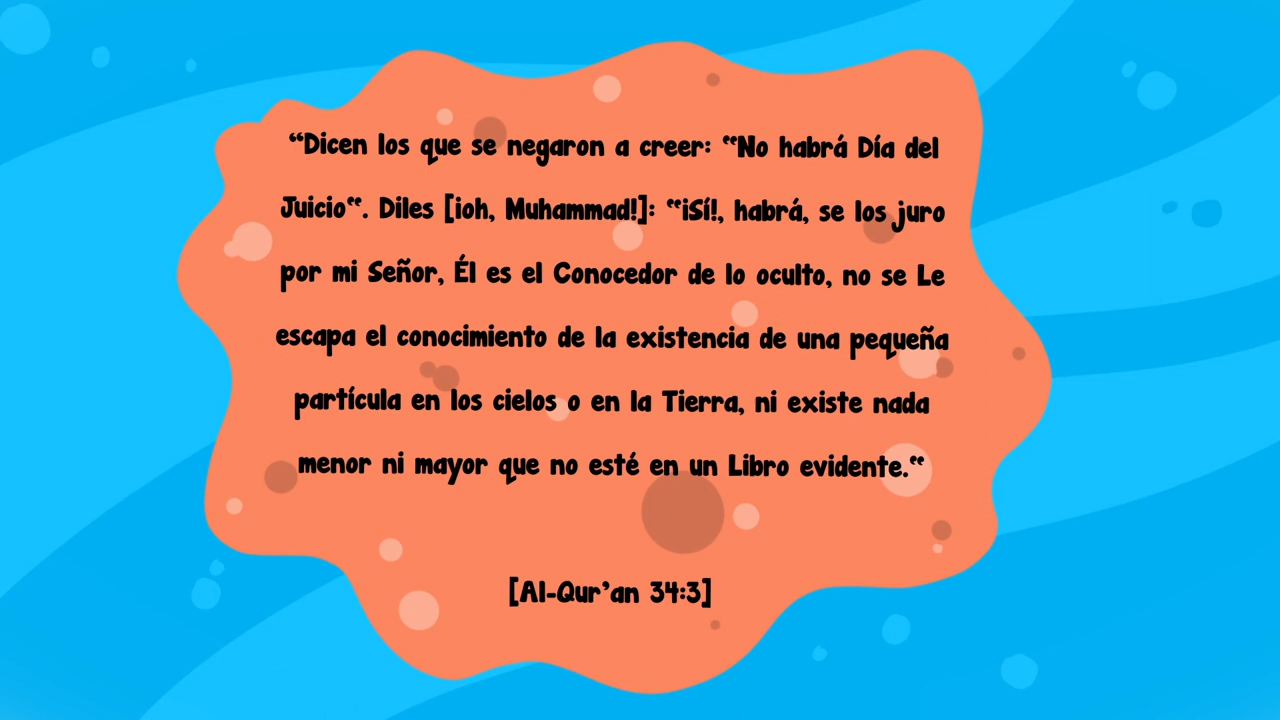 “Dicen los que se negaron a creer: “No habrá Día del
Juicio“. Diles [¡oh, Muhammad!]: “¡Sí!, habrá, se los juro
por mi Señor, Él es el Conocedor de lo oculto, no se Le
escapa el conocimiento de la existencia de una pequeña
partícula en los cielos o en la Tierra, ni existe nada
menor ni mayor que no esté en un Libro evidente.“
[Al-Qur’an 34:3]